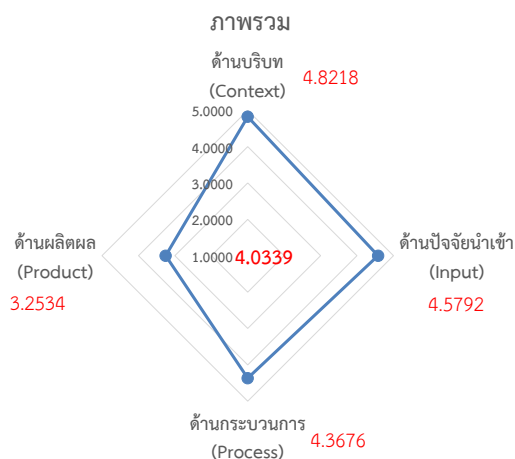 ภาพรวม
ด้านบริบท
(Context)
4.8218
5.0000
4.0000
3.0000
2.0000
1.0000
4.0339
ด้านผลิตผล
(Product)
3.2534
ด้านปัจจัยนำเข้า
(Input)
4.5792
ด้านกระบวนการ
(Process)
4.3676